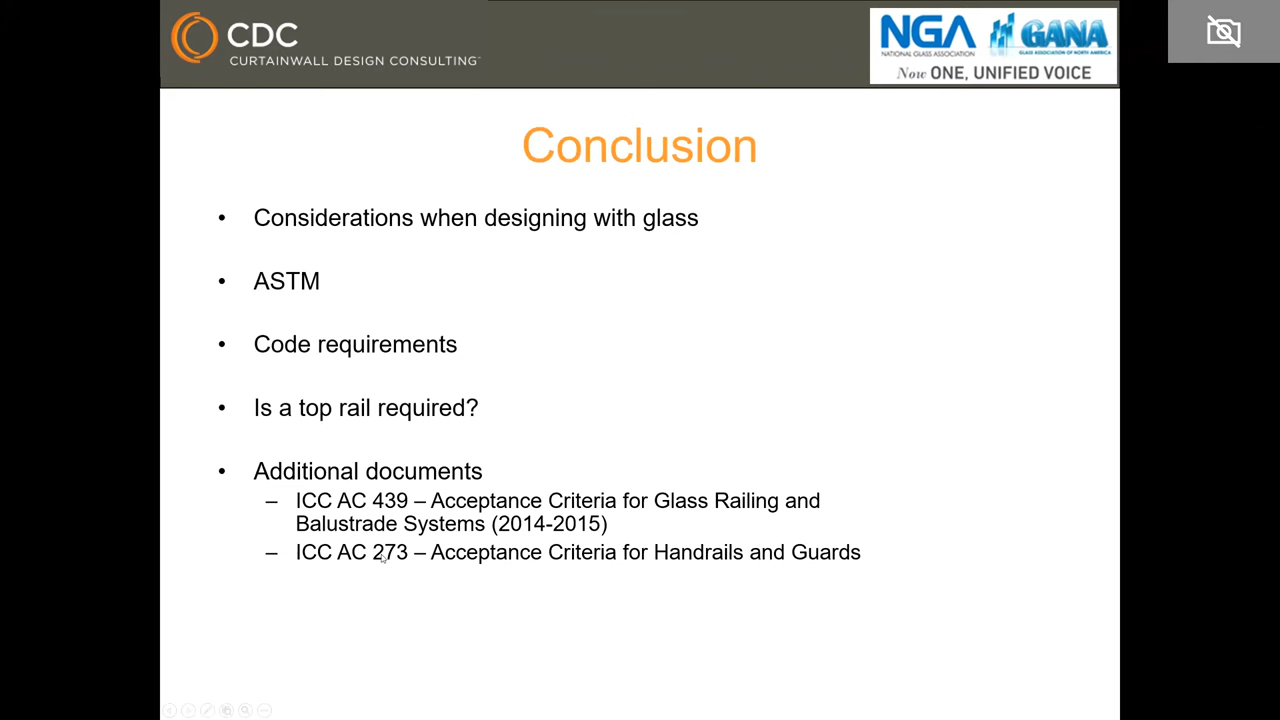 CDC
CURTAINWALL DESIGN CONSULTING
NGA
NATIONAL GLASS ASSOCIATION
GANA
GLASS ASSOCIATION OF NORTH AMERICA
Now ONE, UNIFIED VOICE
Conclusion
• Considerations when designing with glass
• ASTM
• Code requirements
• Is a top rail required?
• Additional documents
– ICC AC 439 – Acceptance Criteria for Glass Railing and
Balustrade Systems (2014-2015)
– ICC AC 273 – Acceptance Criteria for Handrails and Guards